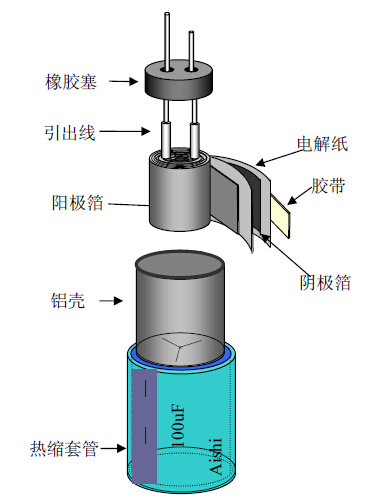 橡胶塞
引出线
电解纸
胶带
阳极箔
阴极箔
铝壳
100uF
Aishi
热缩套管